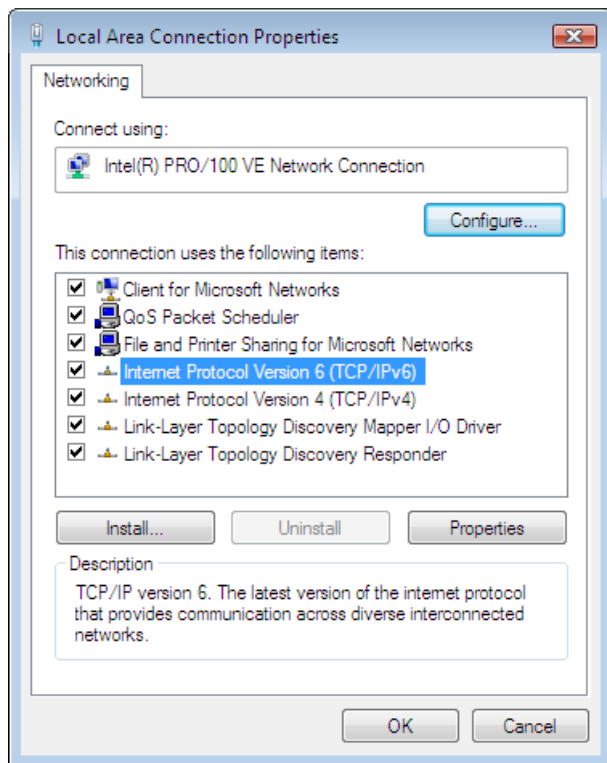 Local Area Connection Properties
Networking
Connect using:
Intel(R) PRO/100 VE Network Connection
Configure...
This connection uses the following items:
Client for Microsoft Networks
QoS Packet Scheduler
File and Printer Sharing for Microsoft Networks
Internet Protocol Version 6 (TCP/IPv6)
Internet Protocol Version 4 (TCP/IPv4)
Link-Layer Topology Discovery Mapper I/O Driver
Link-Layer Topology Discovery Responder
Install... Uninstall Properties
Description
TCP/IP version 6. The latest version of the internet protocol
that provides communication across diverse interconnected
networks.
OK Cancel